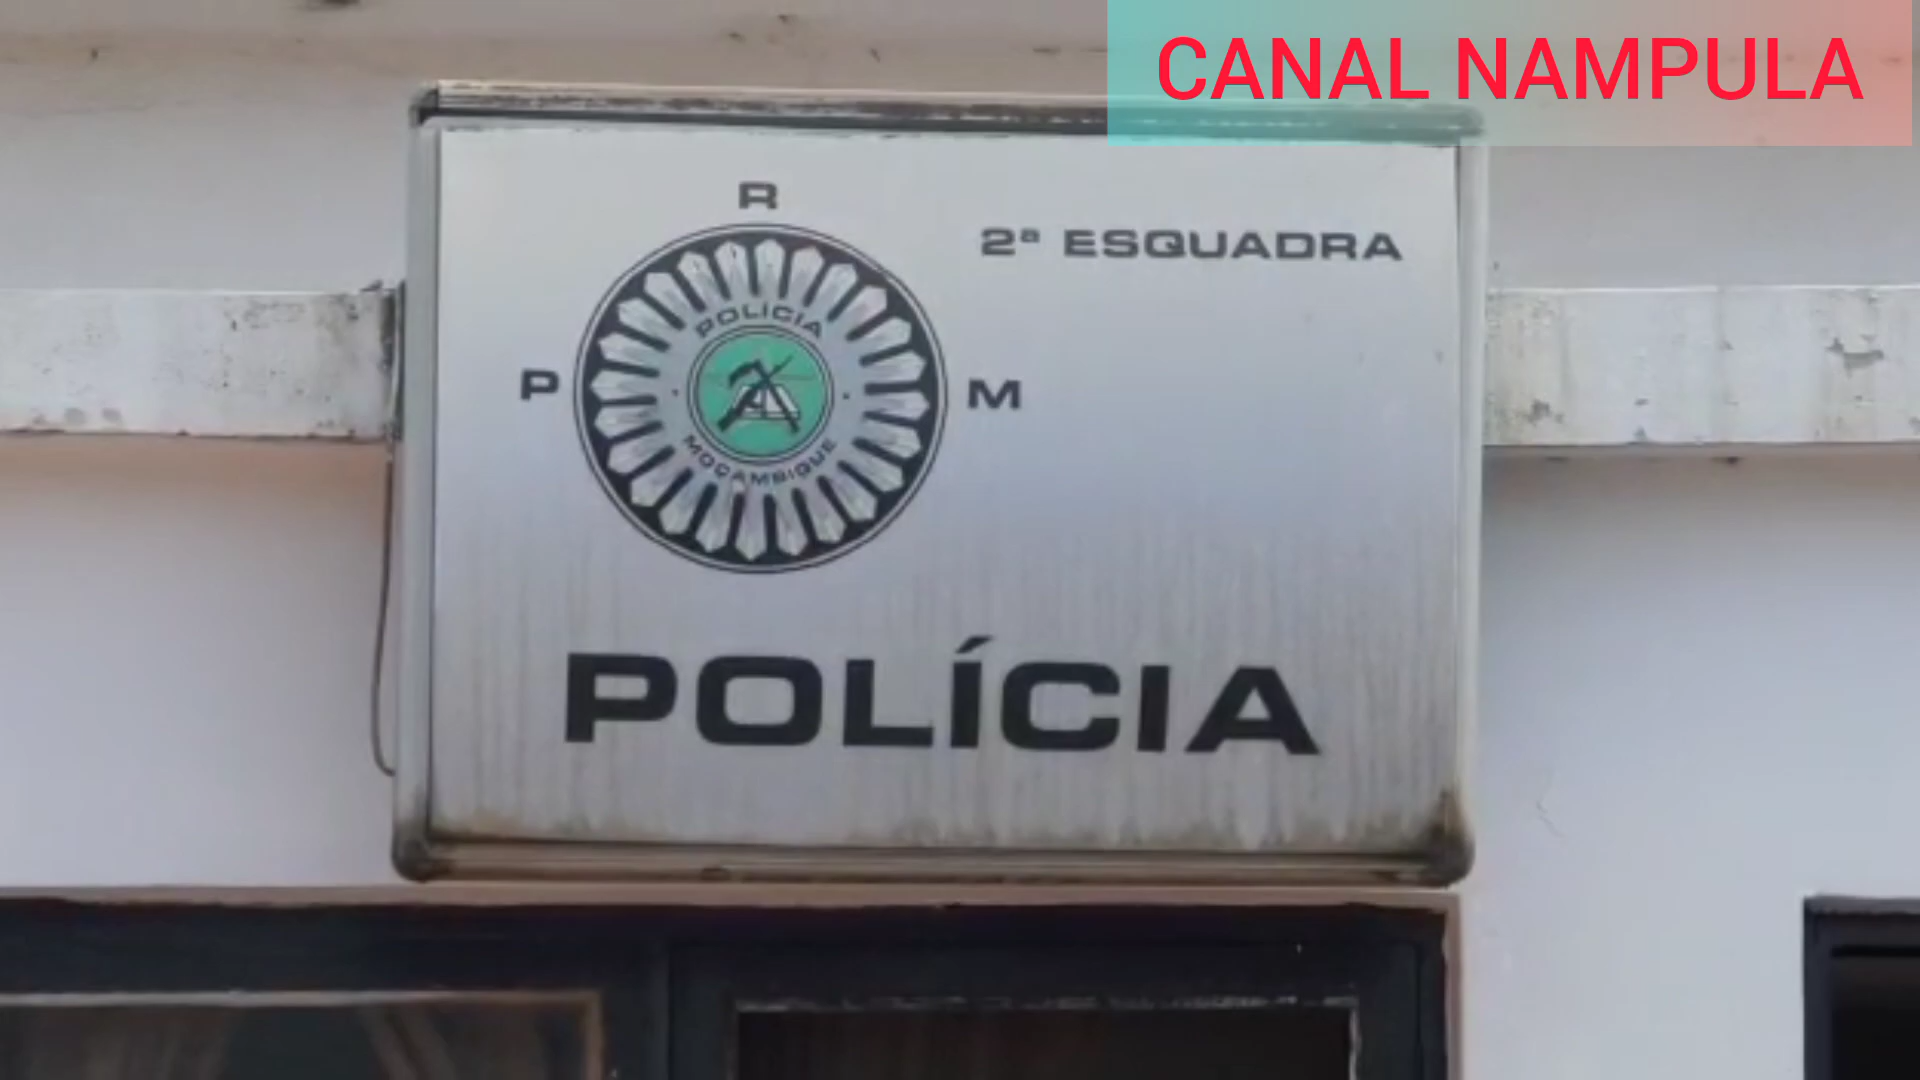 CANAL NAMPULA
R
2ª ESQUADRA
POLÍCIA
P
M
MOÇAMBIQUE
POLÍCIA